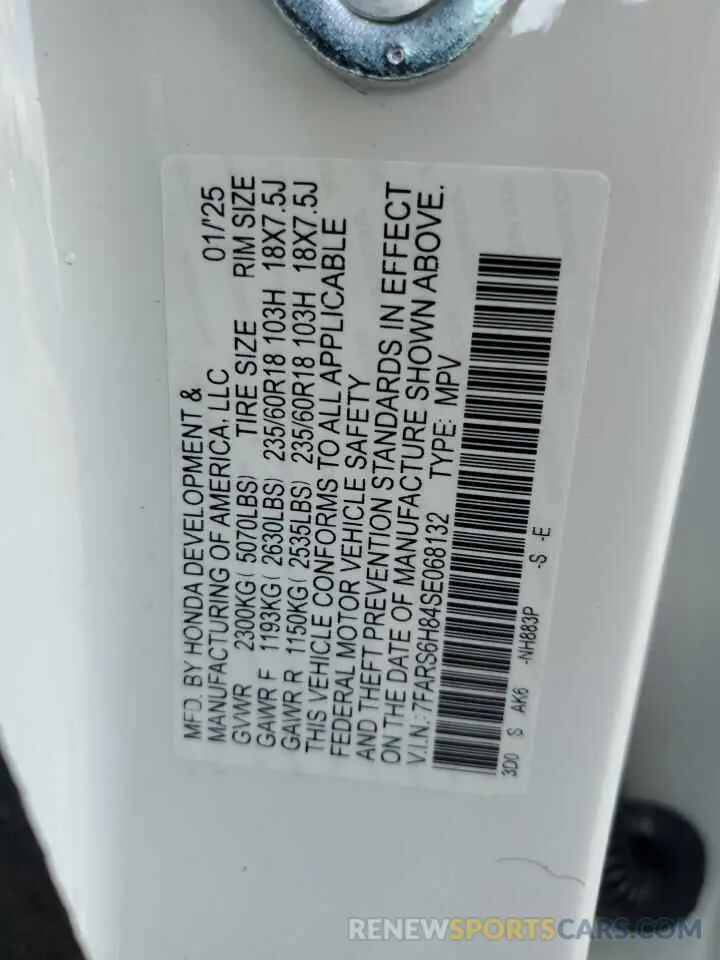 MFD. BY HONDA DEVELOPMENT &
MANUFACTURING OF AMERICA, LLC 01/'25
GVWR 2300KG( 5070LBS) TIRE SIZE RIM SIZE
GAWR F 1193KG( 2630LBS) 235/60R18 103H 18X7.5J
GAWR R 1150KG( 2535LBS) 235/60R18 103H 18X7.5J
THIS VEHICLE CONFORMS TO ALL APPLICABLE
FEDERAL MOTOR VEHICLE SAFETY
AND THEFT PREVENTION STANDARDS IN EFFECT
ON THE DATE OF MANUFACTURE SHOWN ABOVE.
V.I.N.: 7FARS6H84SE068132 TYPE: MPV
3D0 S AK6 -NH883P -S -E
RENEWSPORTSCARS.COM